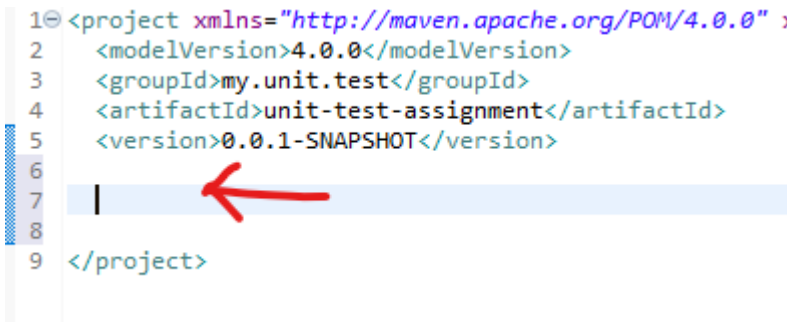 1 <project xmlns="http://maven.apache.org/POM/4.0.0"
2 <modelVersion>4.0.0</modelVersion>
3 <groupId>my.unit.test</groupId>
4 <artifactId>unit-test-assignment</artifactId>
5 <version>0.0.1-SNAPSHOT</version>
6
7
8
9 </project>